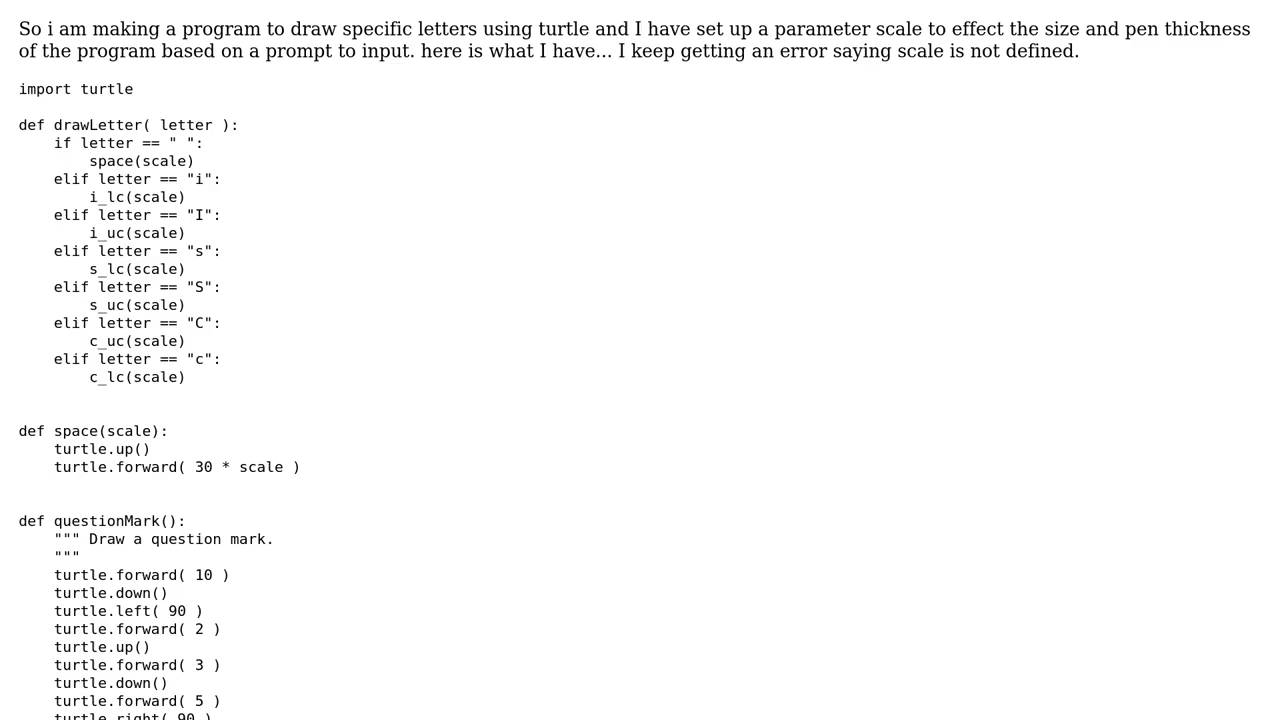 So i am making a program to draw specific letters using turtle and I have set up a parameter scale to effect the size and pen thickness
of the program based on a prompt to input. here is what I have... I keep getting an error saying scale is not defined.
import turtle
def drawLetter( letter ):
    if letter == " ":
        space(scale)
    elif letter == "i":
        i_lc(scale)
    elif letter == "I":
        i_uc(scale)
    elif letter == "s":
        s_lc(scale)
    elif letter == "S":
        s_uc(scale)
    elif letter == "C":
        c_uc(scale)
    elif letter == "c":
        c_lc(scale)
def space(scale):
    turtle.up()
    turtle.forward( 30 * scale )
def questionMark():
    """ Draw a question mark.
    """
    turtle.forward( 10 )
    turtle.down()
    turtle.left( 90 )
    turtle.forward( 2 )
    turtle.up()
    turtle.forward( 3 )
    turtle.down()
    turtle.forward( 5 )
    turtle.right( 90 )